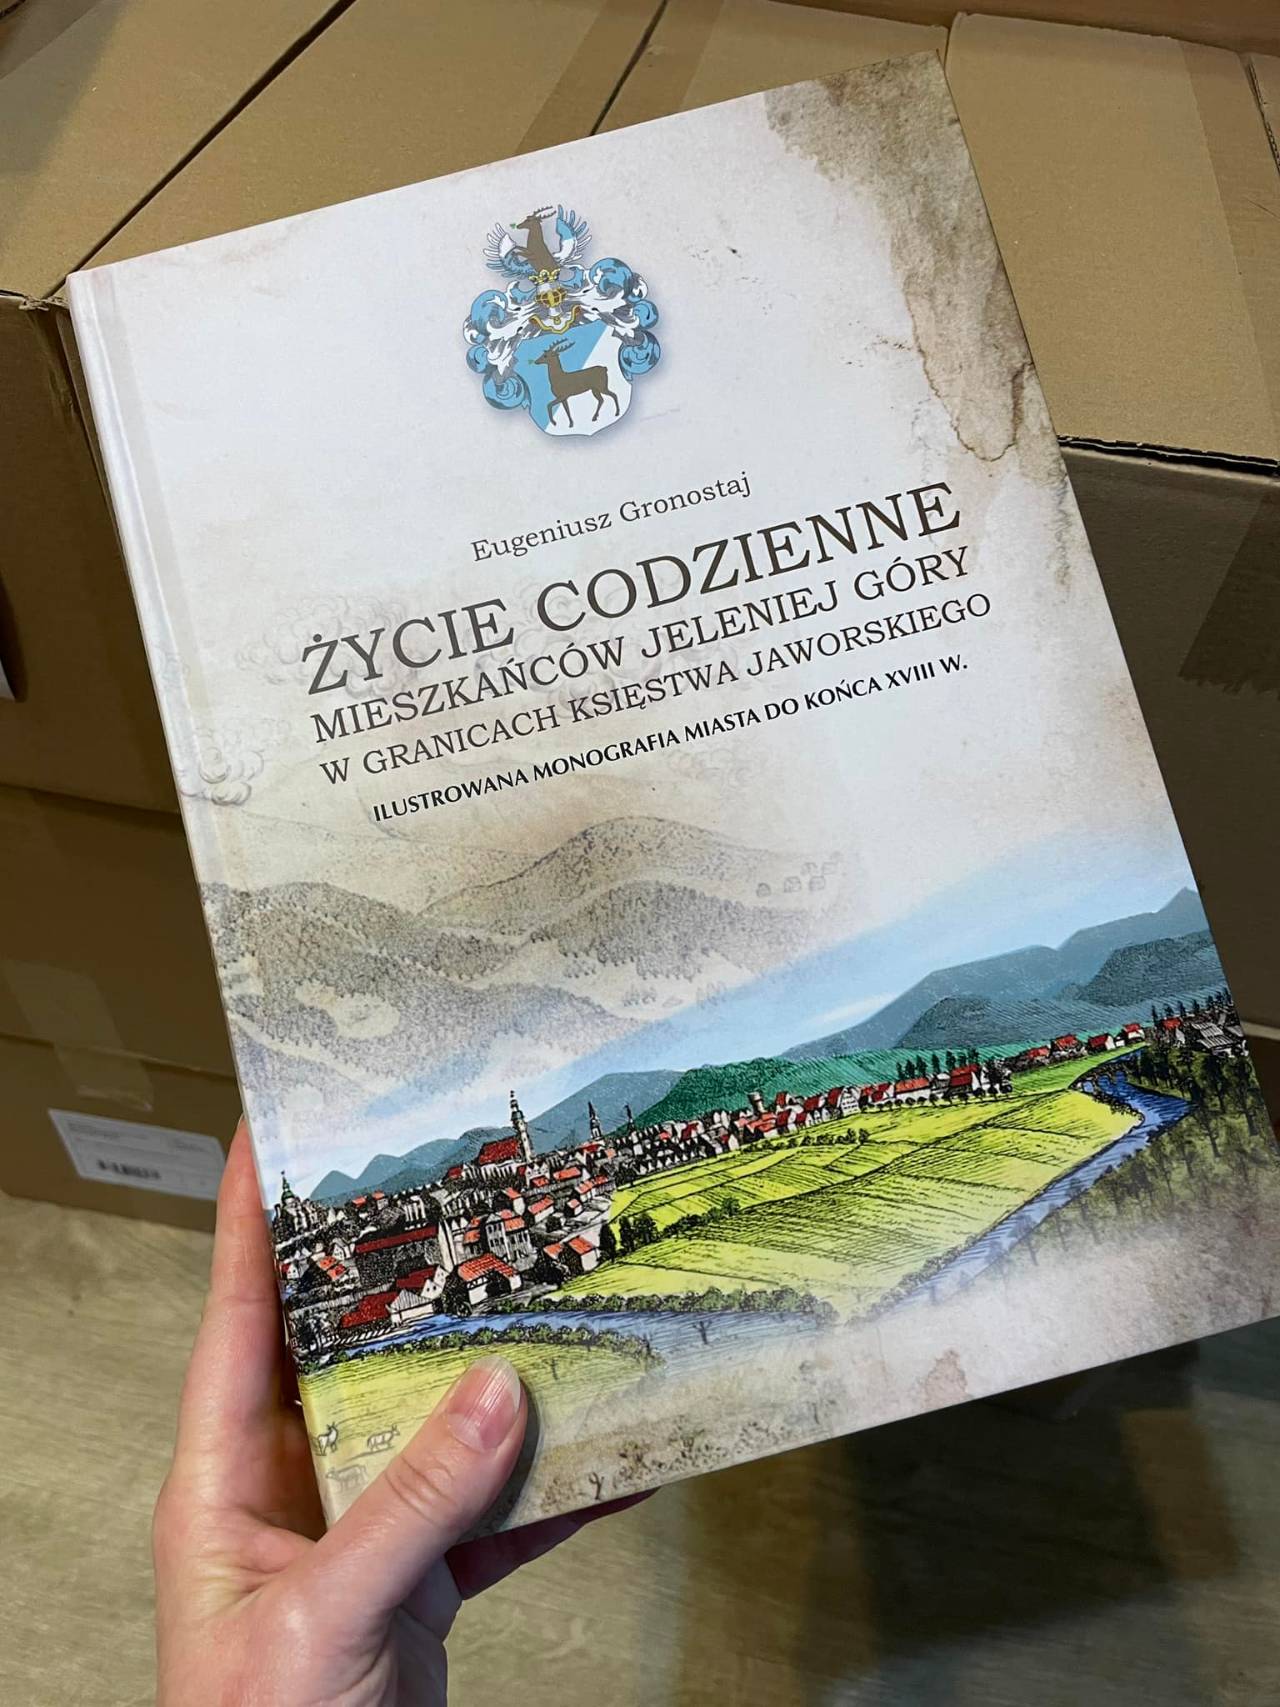 Eugeniusz Gronostaj
ŻYCIE CODZIENNE
MIESZKAŃCÓW JELENIEJ GÓRY
W GRANICACH KSIĘSTWA JAWORSKIEGO
ILUSTROWANA MONOGRAFIA MIASTA DO KOŃCA XVIII W.